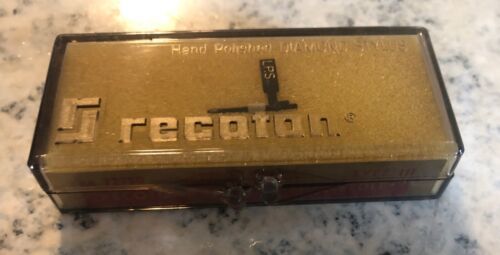 Hand Polished DIAMOND STYLUS
LPS
recoton®